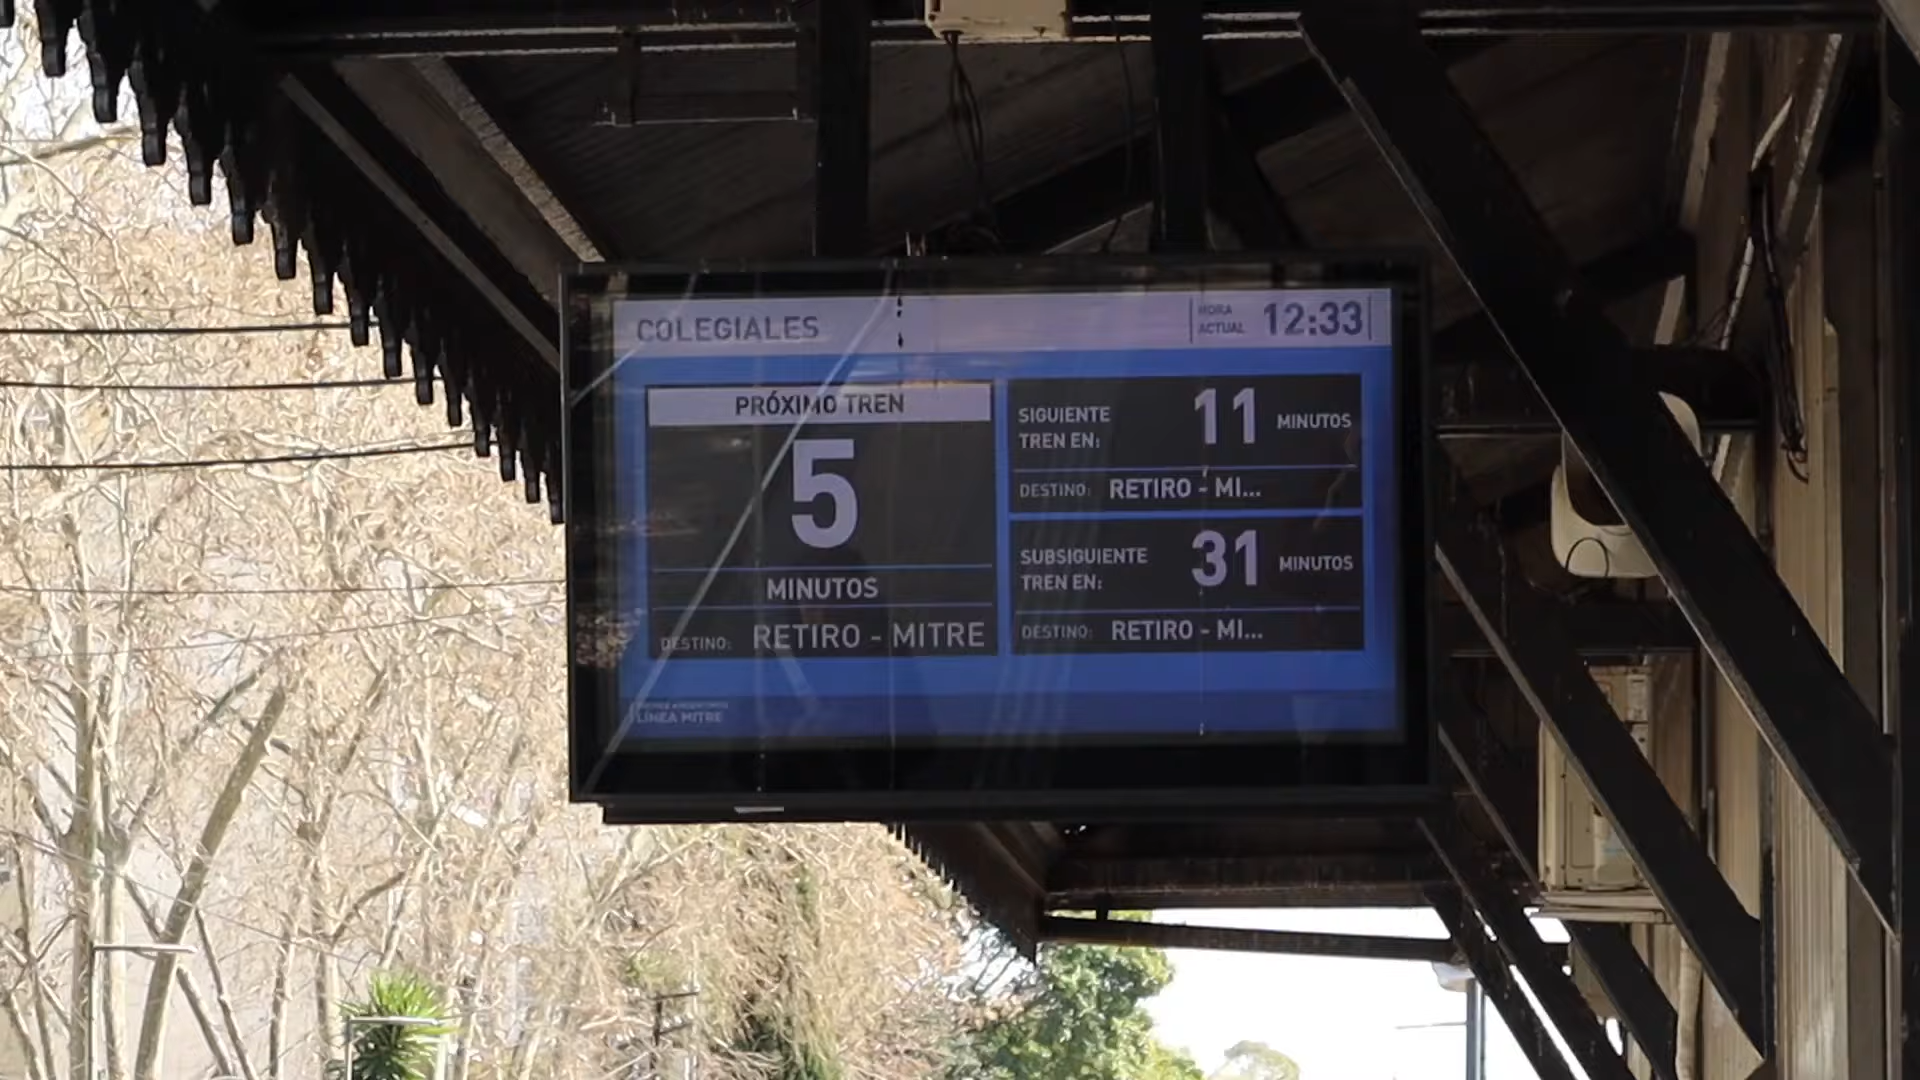 COLEGIALES
HORA
ACTUAL
12:33
PRÓXIMO TREN
5
MINUTOS
DESTINO: RETIRO - MITRE
SIGUIENTE
TREN EN:
11 MINUTOS
DESTINO: RETIRO - MI...
SUBSIGUIENTE
TREN EN:
31 MINUTOS
DESTINO: RETIRO - MI...
LÍNEA MITRE